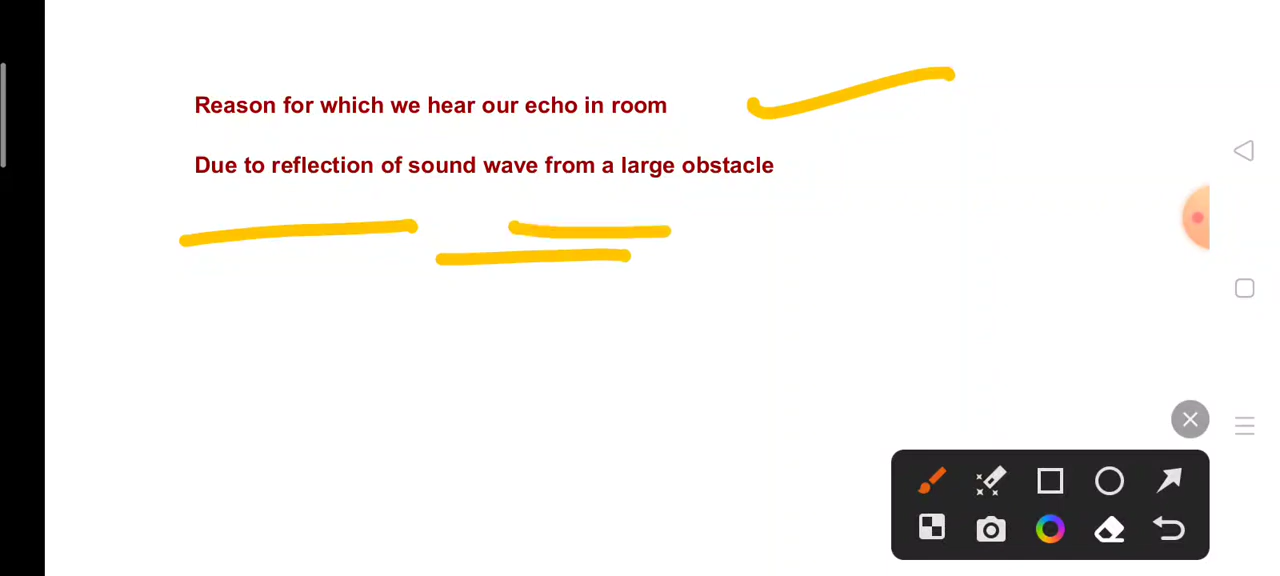 Reason for which we hear our echo in room
Due to reflection of sound wave from a large obstacle